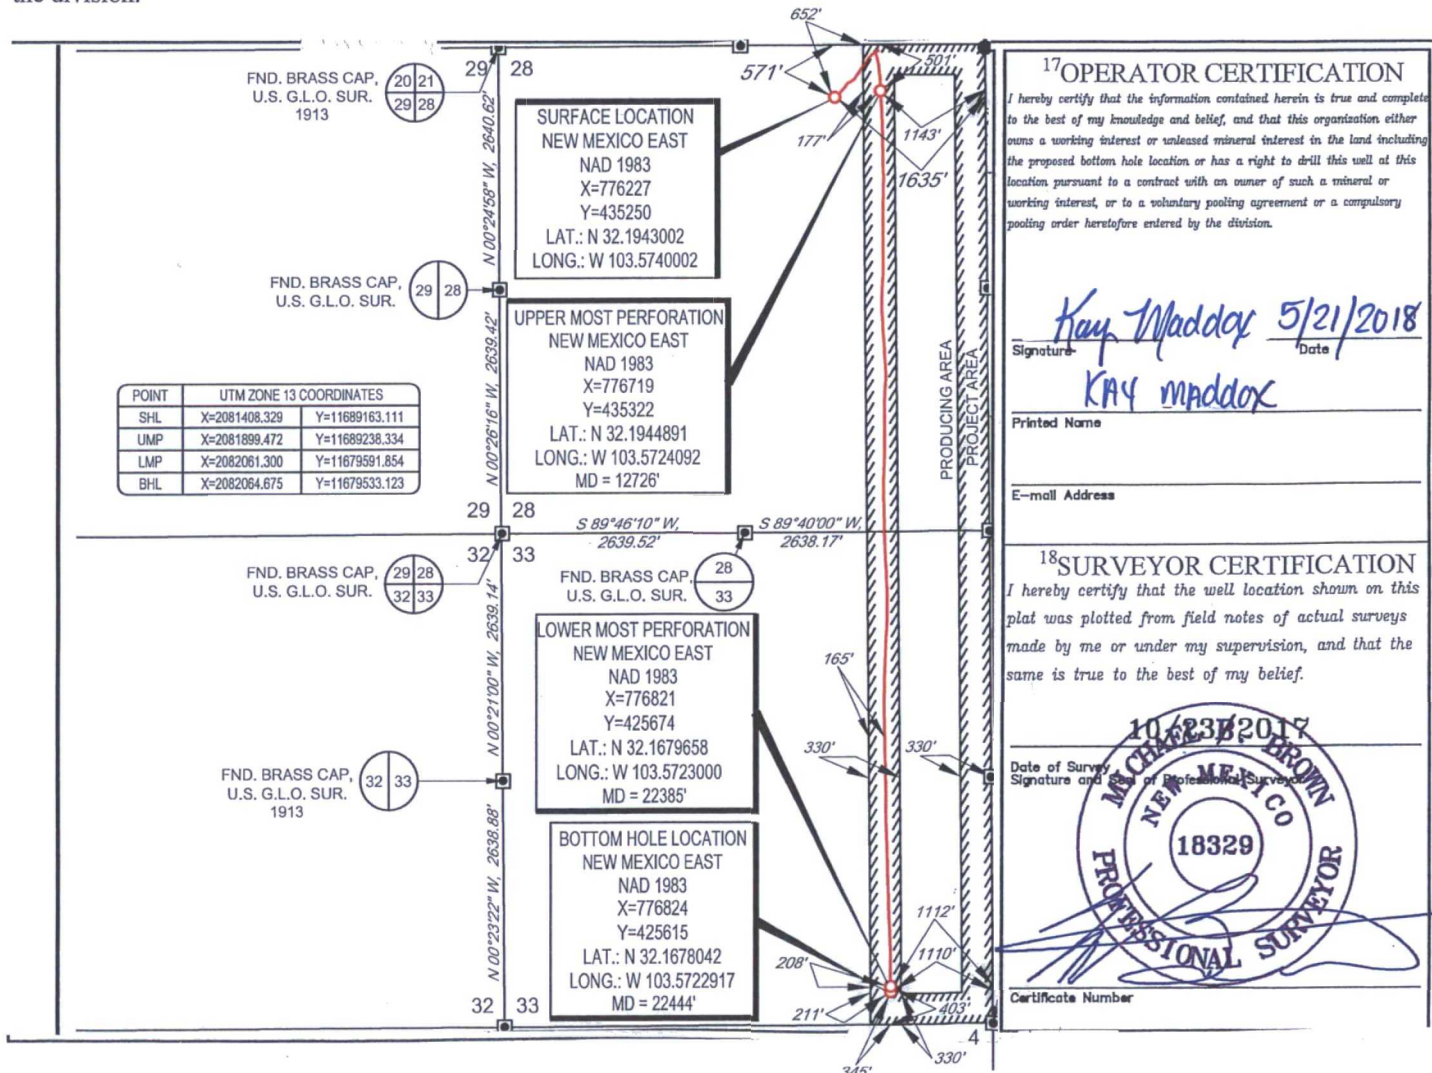 the division.
652'
571'
501'
177'
1143'
1635'
29 28
FND. BRASS CAP,
U.S. G.L.O. SUR.
1913
20 21
29 28
N 00°24'58" W, 2640.62'
SURFACE LOCATION
NEW MEXICO EAST
NAD 1983
X=776227
Y=435250
LAT.: N 32.1943002
LONG.: W 103.5740002
FND. BRASS CAP,
U.S. G.L.O. SUR.
29 28
N 00°26'16" W, 2639.42'
UPPER MOST PERFORATION
NEW MEXICO EAST
NAD 1983
X=776719
Y=435322
LAT.: N 32.1944891
LONG.: W 103.5724092
MD = 12726'
PRODUCING AREA
PROJECT AREA
POINT UTM ZONE 13 COORDINATES
SHL X=2081408.329 Y=11689163.111
UMP X=2081899.472 Y=11689238.334
LMP X=2082061.300 Y=11679591.854
BHL X=2082064.675 Y=11679533.123
29 28
32 33
S 89°46'10" W,
2639.52'
S 89°40'00" W,
2638.17'
FND. BRASS CAP,
U.S. G.L.O. SUR.
29 28
32 33
FND. BRASS CAP,
U.S. G.L.O. SUR.
28
33
N 00°21'00" W, 2639.14'
LOWER MOST PERFORATION
NEW MEXICO EAST
NAD 1983
X=776821
Y=425674
LAT.: N 32.1679658
LONG.: W 103.5723000
MD = 22385'
165'
330'
330'
FND. BRASS CAP,
U.S. G.L.O. SUR.
1913
32 33
N 00°23'22" W, 2638.88'
BOTTOM HOLE LOCATION
NEW MEXICO EAST
NAD 1983
X=776824
Y=425615
LAT.: N 32.1678042
LONG.: W 103.5722917
MD = 22444'
1112'
1110'
208'
211'
403'
32 33
4
345'
330'
17 OPERATOR CERTIFICATION
I hereby certify that the information contained herein is true and complete
to the best of my knowledge and belief, and that this organization either
owns a working interest or unleased mineral interest in the land including
the proposed bottom hole location or has a right to drill this well at this
location pursuant to a contract with an owner of such a mineral or
working interest, or to a voluntary pooling agreement or a compulsory
pooling order heretofore entered by the division.
Kay Maddox 5/21/2018
Signature Date
KAY MADDOX
Printed Name
E-mail Address
18 SURVEYOR CERTIFICATION
I hereby certify that the well location shown on this
plat was plotted from field notes of actual surveys
made by me or under my supervision, and that the
same is true to the best of my belief.
10/23/2017
Date of Survey
Signature and Seal of Professional Surveyor
MICHAEL B. BROWN
NEW MEXICO
18329
PROFESSIONAL SURVEYOR
Certificate Number